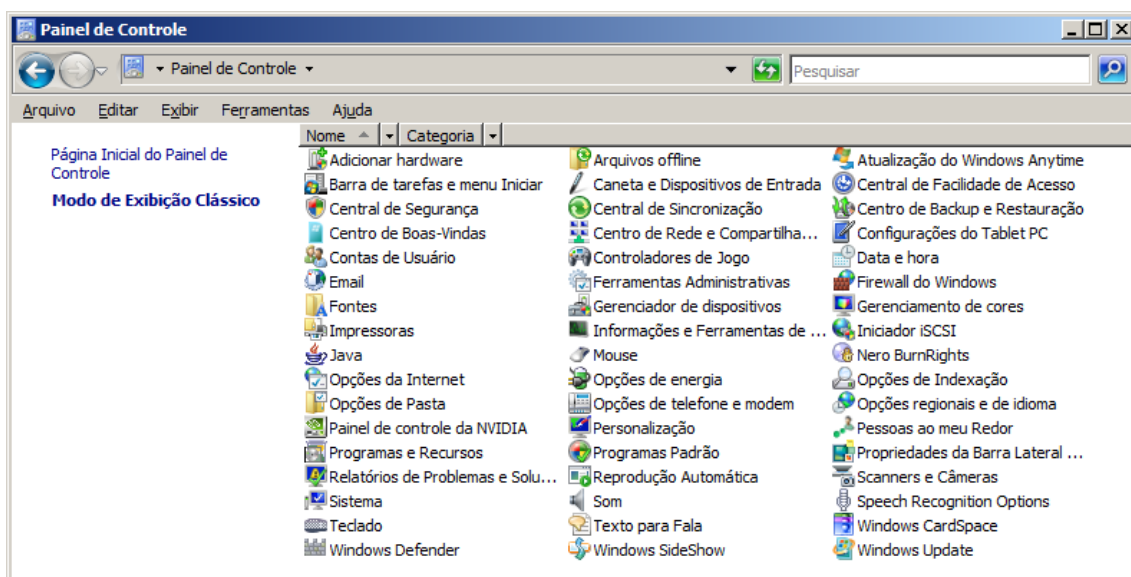 Painel de Controle
Painel de Controle
Pesquisar
Arquivo Editar Exibir Ferramentas Ajuda
Nome Categoria
Página Inicial do Painel de
Controle
Modo de Exibição Clássico
Adicionar hardware Arquivos offline Atualização do Windows Anytime
Barra de tarefas e menu Iniciar Caneta e Dispositivos de Entrada Central de Facilidade de Acesso
Central de Segurança Central de Sincronização Centro de Backup e Restauração
Centro de Boas-Vindas Centro de Rede e Compartilha... Configurações do Tablet PC
Contas de Usuário Controladores de Jogo Data e hora
Email Ferramentas Administrativas Firewall do Windows
Fontes Gerenciador de dispositivos Gerenciamento de cores
Impressoras Informações e Ferramentas de ... Iniciador iSCSI
Java Mouse Nero BurnRights
Opções da Internet Opções de energia Opções de Indexação
Opções de Pasta Opções de telefone e modem Opções regionais e de idioma
Painel de controle da NVIDIA Personalização Pessoas ao meu Redor
Programas e Recursos Programas Padrão Propriedades da Barra Lateral ...
Relatórios de Problemas e Solu... Reprodução Automática Scanners e Câmeras
Sistema Som Speech Recognition Options
Teclado Texto para Fala Windows CardSpace
Windows Defender Windows SideShow Windows Update